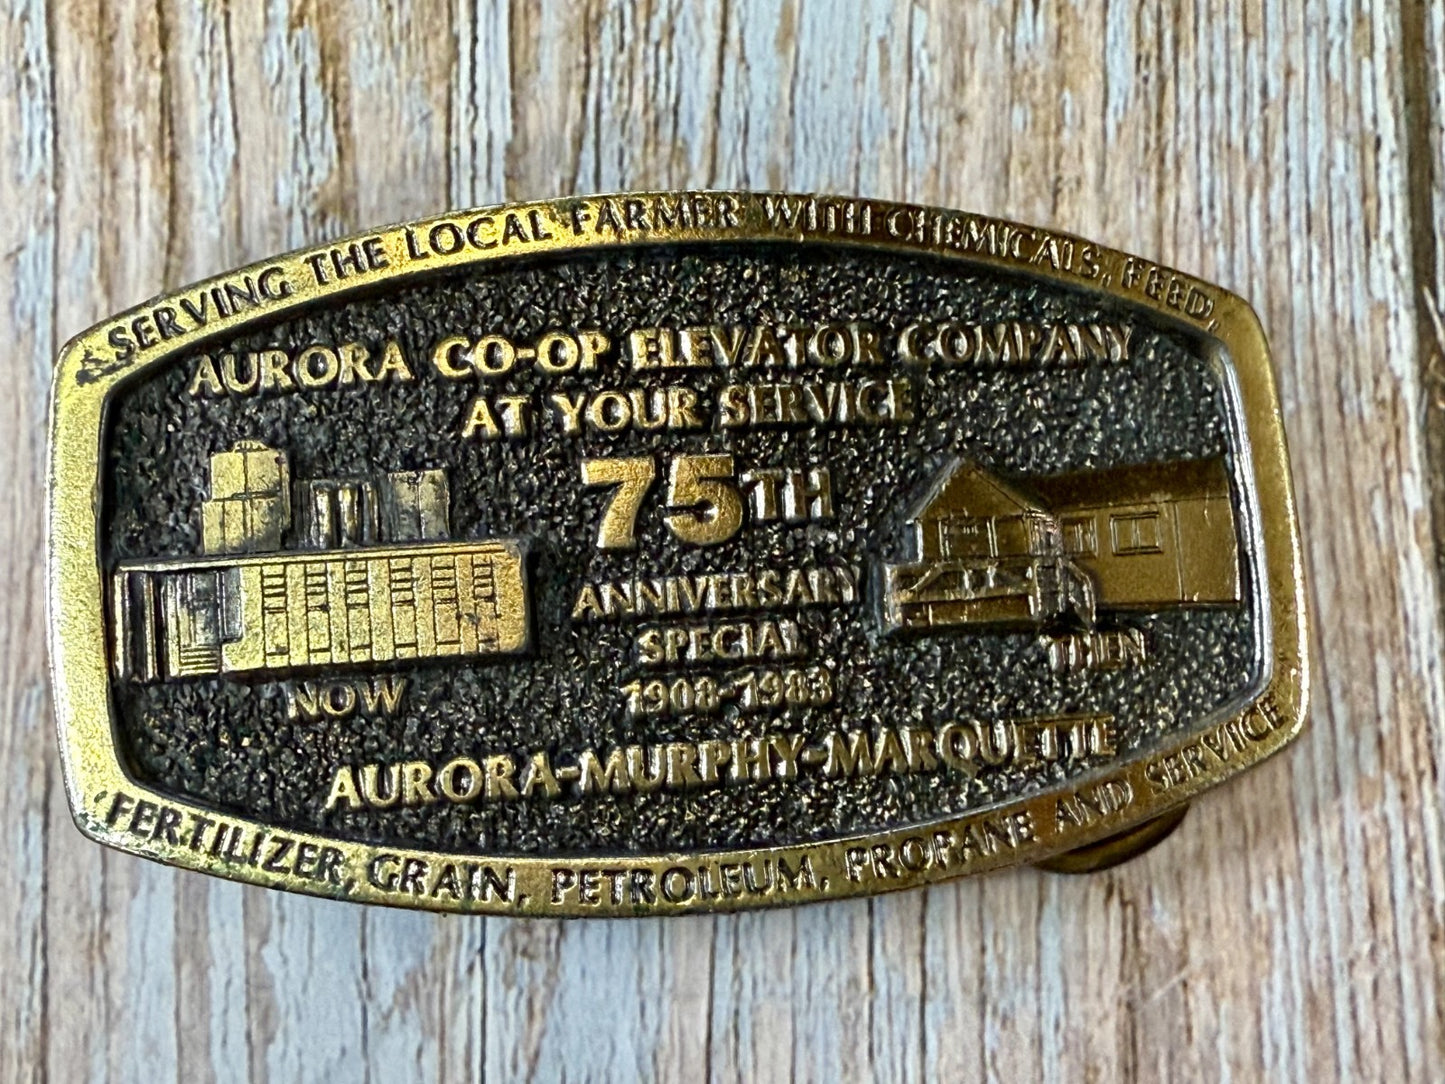 SERVING THE LOCAL FARMER WITH CHEMICALS, FEED,
AURORA CO-OP ELEVATOR COMPANY
AT YOUR SERVICE
75TH
ANNIVERSARY
SPECIAL
1908-1983
NOW
THEN
AURORA-MURPHY-MARQUETTE
FERTILIZER, GRAIN, PETROLEUM, PROPANE AND SERVICE